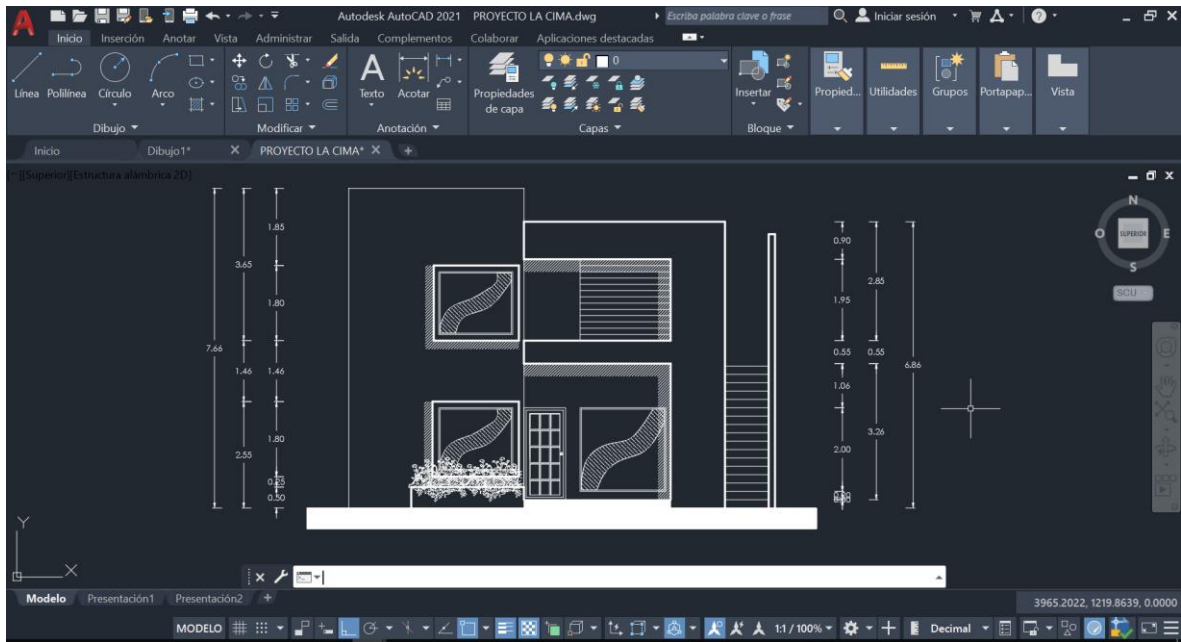 Autodesk AutoCAD 2021 PROYECTO LA CIMA.dwg
Escriba palabra clave o frase
Iniciar sesión
Inicio Inserción Anotar Vista Administrar Salida Complementos Colaborar Aplicaciones destacadas
Línea Polilínea Círculo Arco
Texto Acotar
Propiedades de capa
0
Insertar
Propied... Utilidades Grupos Portapap... Vista
Dibujo Modificar Anotación Capas Bloque
Inicio Dibujo1* PROYECTO LA CIMA*
[−][Superior][Estructura alámbrica 2D]
N
O SUPERIOR E
S
SCU
1.85
3.65
1.80
7.66
1.46 1.46
1.80
2.55
0.25
0.50
0.90
2.85
1.95
0.55 0.55
6.86
1.06
3.26
2.00
Y
X
Modelo Presentación1 Presentación2
3965.2022, 1219.8639, 0.0000
MODELO 1:1 / 100% Decimal